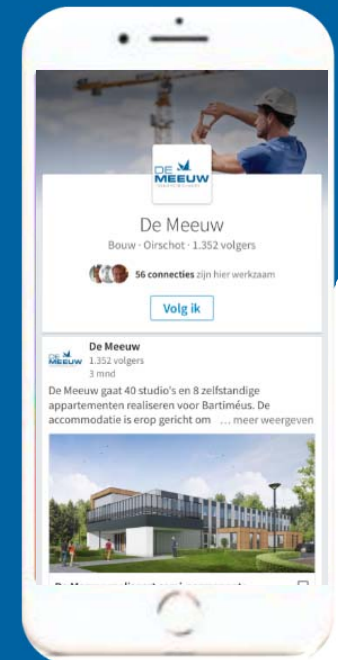 DE
MEEUW
De Meeuw
Bouw · Oirschot · 1.352 volgers
56 connecties zijn hier werkzaam
Volg ik
DE
MEEUW
De Meeuw
1.352 volgers
3 mnd
De Meeuw gaat 40 studio's en 8 zelfstandige
appartementen realiseren voor Bartiméus. De
accommodatie is erop gericht om ... meer weergeven